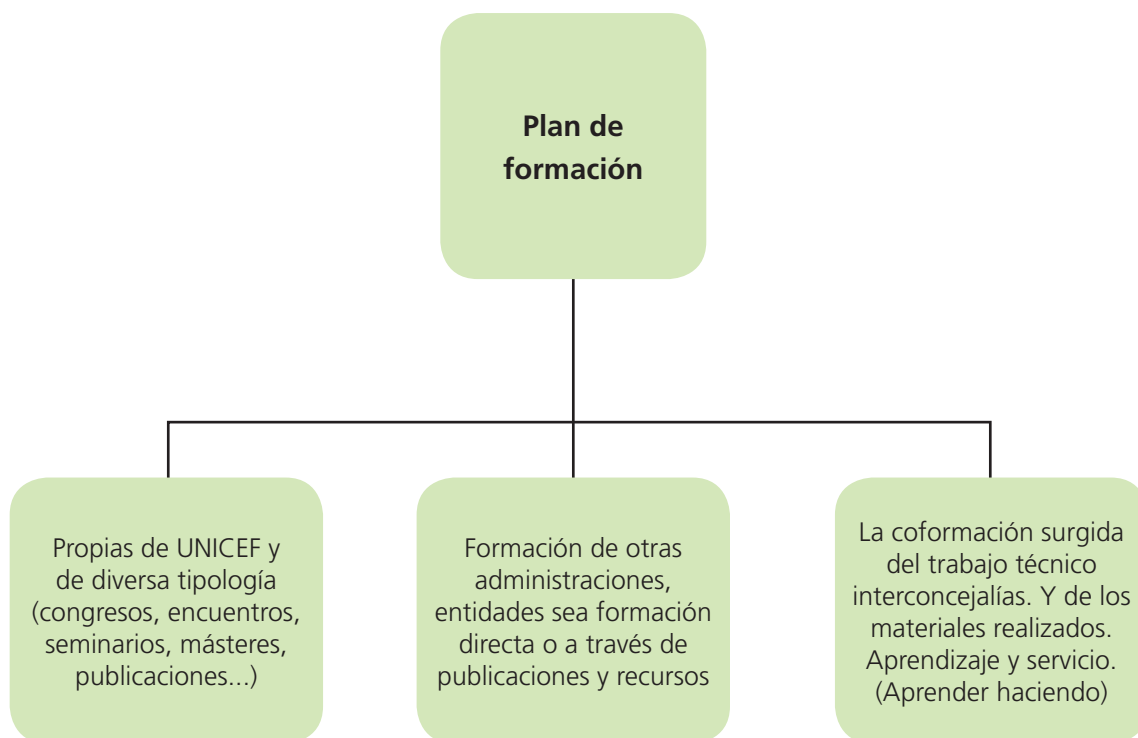 Plan de
formación
Propias de UNICEF y
de diversa tipología
(congresos, encuentros,
seminarios, másteres,
publicaciones...)
Formación de otras
administraciones,
entidades sea formación
directa o a través de
publicaciones y recursos
La coformación surgida
del trabajo técnico
interconcejalías. Y de los
materiales realizados.
Aprendizaje y servicio.
(Aprender haciendo)